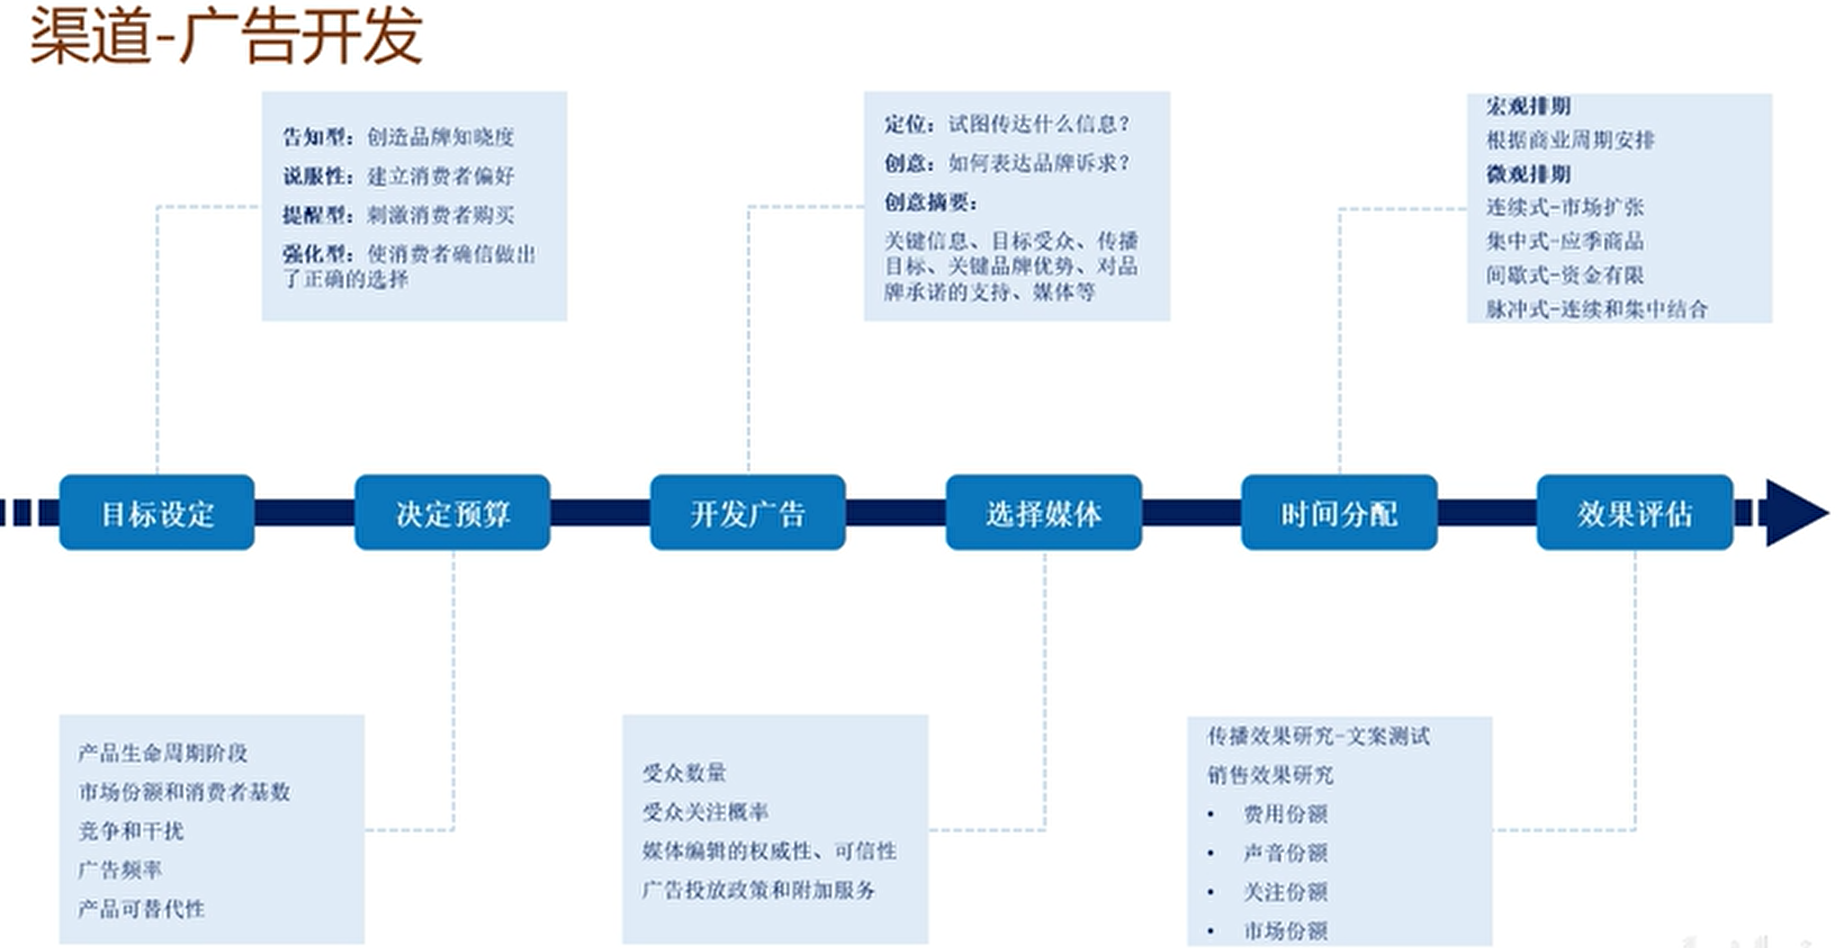 渠道-广告开发
告知型：创造品牌知晓度
说服性：建立消费者偏好
提醒型：刺激消费者购买
强化型：使消费者确信做出
了正确的选择
定位：试图传达什么信息？
创意：如何表达品牌诉求？
创意摘要：
关键信息、目标受众、传播
目标、关键品牌优势、对品
牌承诺的支持、媒体等
宏观排期
根据商业周期安排
微观排期
连续式-市场扩张
集中式-应季商品
间歇式-资金有限
脉冲式-连续和集中结合
目标设定
决定预算
开发广告
选择媒体
时间分配
效果评估
产品生命周期阶段
市场份额和消费者基数
竞争和干扰
广告频率
产品可替代性
受众数量
受众关注概率
媒体编辑的权威性、可信性
广告投放政策和附加服务
传播效果研究-文案测试
销售效果研究
• 费用份额
• 声音份额
• 关注份额
• 市场份额